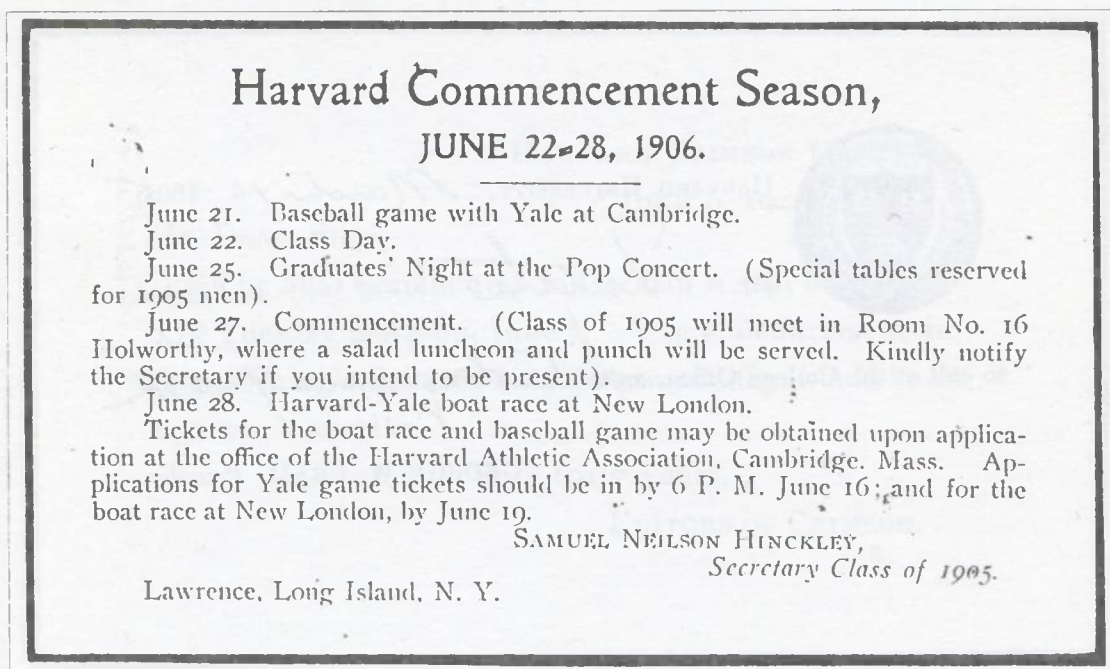 Harvard Commencement Season,
JUNE 22-28, 1906.
June 21. Baseball game with Yale at Cambridge.
June 22. Class Day.
June 25. Graduates' Night at the Pop Concert. (Special tables reserved
for 1905 men).
June 27. Commencement. (Class of 1905 will meet in Room No. 16
Holworthy, where a salad luncheon and punch will be served. Kindly notify
the Secretary if you intend to be present).
June 28. Harvard-Yale boat race at New London.
Tickets for the boat race and baseball game may be obtained upon applica-
tion at the office of the Harvard Athletic Association, Cambridge. Mass. Ap-
plications for Yale game tickets should be in by 6 P. M. June 16; and for the
boat race at New London, by June 19.
SAMUEL NEILSON HINCKLEY,
Secretary Class of 1905.
Lawrence, Long Island, N. Y.